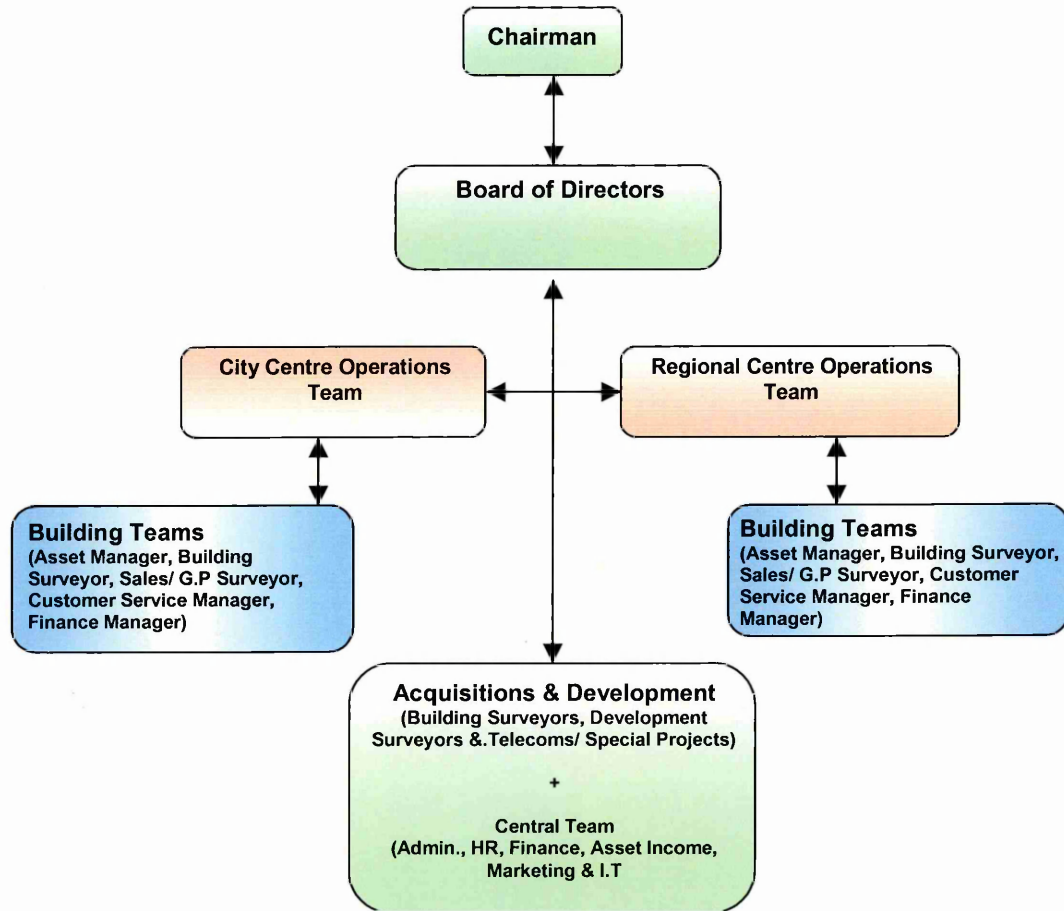 Chairman
Board of Directors
City Centre Operations
Team
Regional Centre Operations
Team
Building Teams
(Asset Manager, Building
Surveyor, Sales/ G.P Surveyor,
Customer Service Manager,
Finance Manager)
Building Teams
(Asset Manager, Building Surveyor,
Sales/ G.P Surveyor, Customer
Service Manager, Finance
Manager)
Acquisitions & Development
(Building Surveyors, Development
Surveyors &.Telecoms/ Special Projects)
+
Central Team
(Admin., HR, Finance, Asset Income,
Marketing & I.T